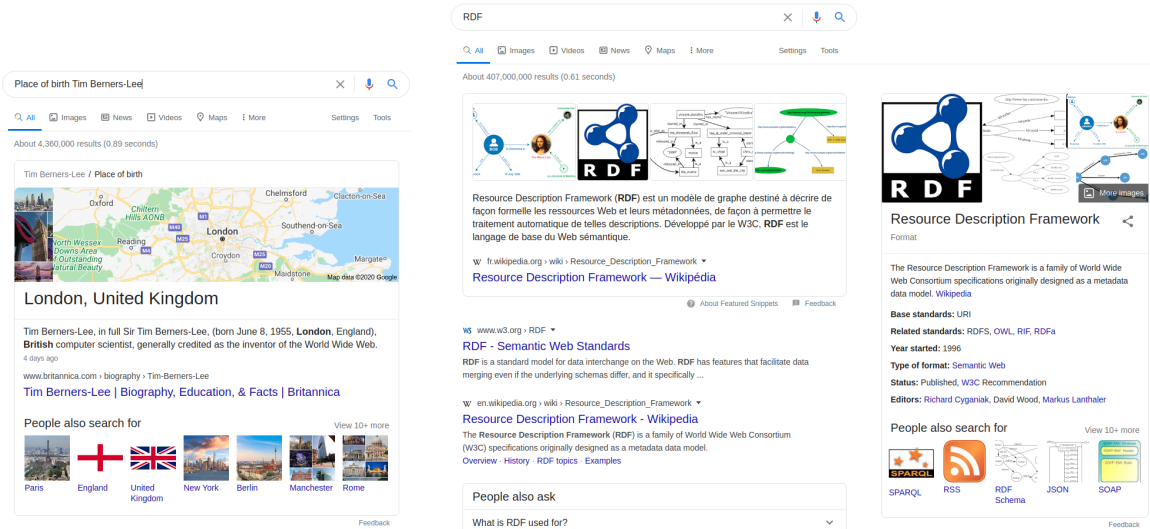 Place of birth Tim Berners-Lee
All Images News Videos Maps More Settings Tools
About 4,360,000 results (0.89 seconds)
Tim Berners-Lee / Place of birth
Chelmsford
Clacton-on-Sea
Oxford
Chiltern
Hills AONB
M1
M40
London
Southend-on-Sea
North Wessex
Downs Area of
Outstanding
Natural Beauty
Reading
M25
M4
Croydon
M25
M20
Margate
Maidstone
Map data ©2020 Google
London, United Kingdom
Tim Berners-Lee, in full Sir Tim Berners-Lee, (born June 8, 1955, London, England),
British computer scientist, generally credited as the inventor of the World Wide Web.
4 days ago
www.britannica.com › biography › Tim-Berners-Lee
Tim Berners-Lee | Biography, Education, & Facts | Britannica
People also search for
View 10+ more
Paris England United Kingdom New York Berlin Manchester Rome
Feedback
RDF
All Images Videos News Maps More Settings Tools
About 407,000,000 results (0.61 seconds)
RDF
Resource Description Framework (RDF) est un modèle de graphe destiné à décrire de
façon formelle les ressources Web et leurs métadonnées, de façon à permettre le
traitement automatique de telles descriptions. Développé par le W3C, RDF est le
langage de base du Web sémantique.
W fr.wikipedia.org › wiki › Resource_Description_Framework
Resource Description Framework — Wikipédia
About Featured Snippets Feedback
www.w3.org › RDF
RDF - Semantic Web Standards
RDF is a standard model for data interchange on the Web. RDF has features that facilitate data
merging even if the underlying schemas differ, and it specifically ...
W en.wikipedia.org › wiki › Resource_Description_Framework
Resource Description Framework - Wikipedia
The Resource Description Framework (RDF) is a family of World Wide Web Consortium
(W3C) specifications originally designed as a metadata data model.
Overview · History · RDF topics · Examples
People also ask
What is RDF used for?
RDF
More images
Resource Description Framework
Format
The Resource Description Framework is a family of World Wide
Web Consortium specifications originally designed as a metadata
data model. Wikipedia
Base standards: URI
Related standards: RDFS, OWL, RIF, RDFa
Year started: 1996
Type of format: Semantic Web
Status: Published, W3C Recommendation
Editors: Richard Cyganiak, David Wood, Markus Lanthaler
People also search for
View 10+ more
SPARQL
SPARQL RSS RDF Schema JSON SOAP
Feedback